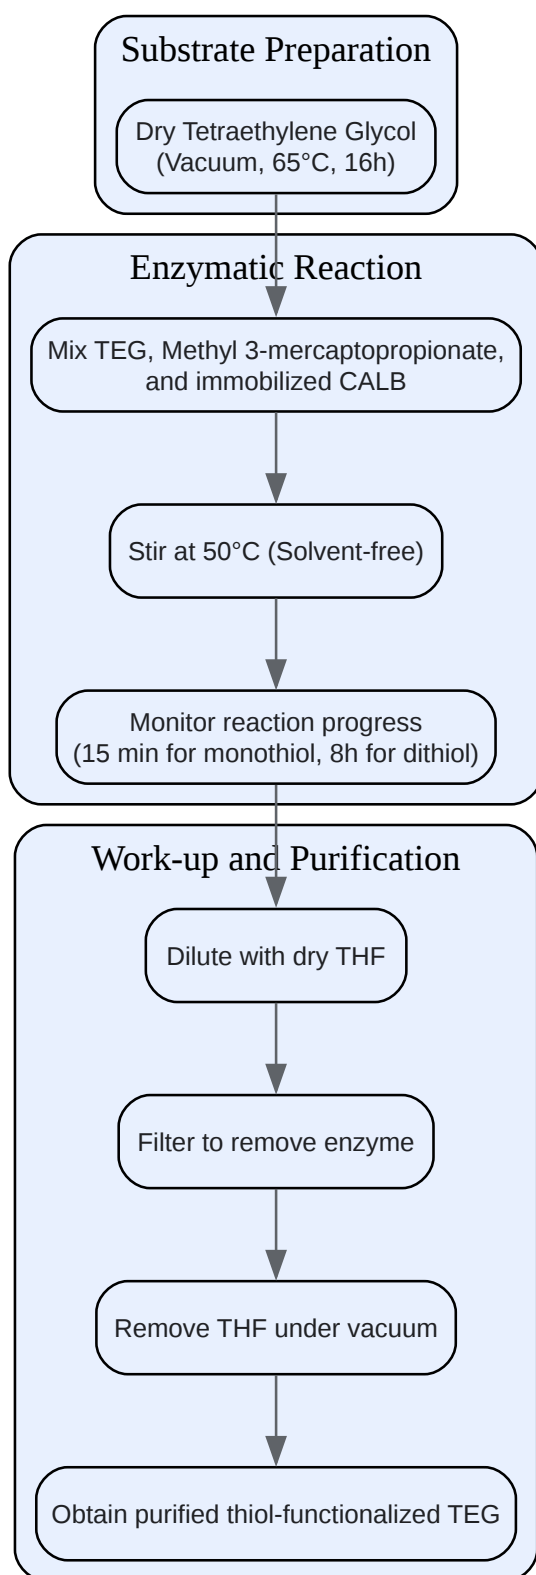 Substrate Preparation
Dry Tetraethylene Glycol
(Vacuum, 65°C, 16h)
Enzymatic Reaction
Mix TEG, Methyl 3-mercaptopropionate,
and immobilized CALB
Stir at 50°C (Solvent-free)
Monitor reaction progress
(15 min for monothiol, 8h for dithiol)
Work-up and Purification
Dilute with dry THF
Filter to remove enzyme
Remove THF under vacuum
Obtain purified thiol-functionalized TEG